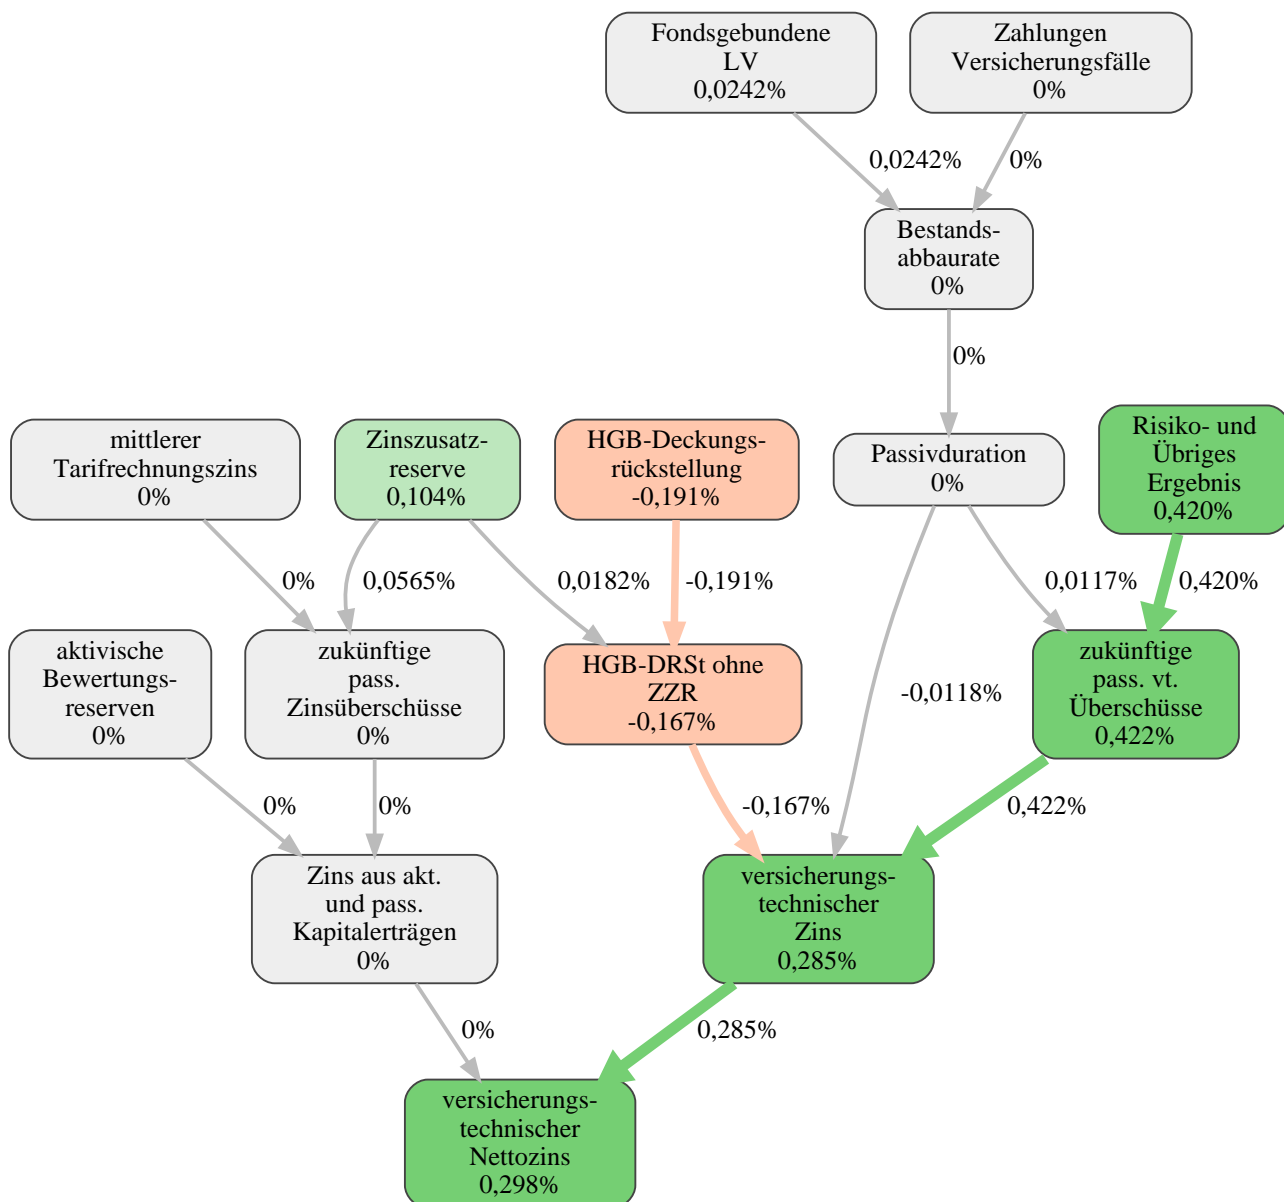 Fondsgebundene
LV
0,0242%
Zahlungen
Versicherungsfälle
0%
0,0242%
0%
Bestands-
abbaurate
0%
0%
mittlerer
Tarifrechnungszins
0%
Zinszusatz-
reserve
0,104%
HGB-Deckungs-
rückstellung
-0,191%
Passivduration
0%
Risiko- und
Übriges
Ergebnis
0,420%
0%
0,0565%
0,0182%
-0,191%
0,0117%
0,420%
aktivische
Bewertungs-
reserven
0%
zukünftige
pass.
Zinsüberschüsse
0%
HGB-DRSt ohne
ZZR
-0,167%
-0,0118%
zukünftige
pass. vt.
Überschüsse
0,422%
0%
0%
-0,167%
0,422%
Zins aus akt.
und pass.
Kapitalerträgen
0%
versicherungs-
technischer
Zins
0,285%
0%
0,285%
versicherungs-
technischer
Nettozins
0,298%